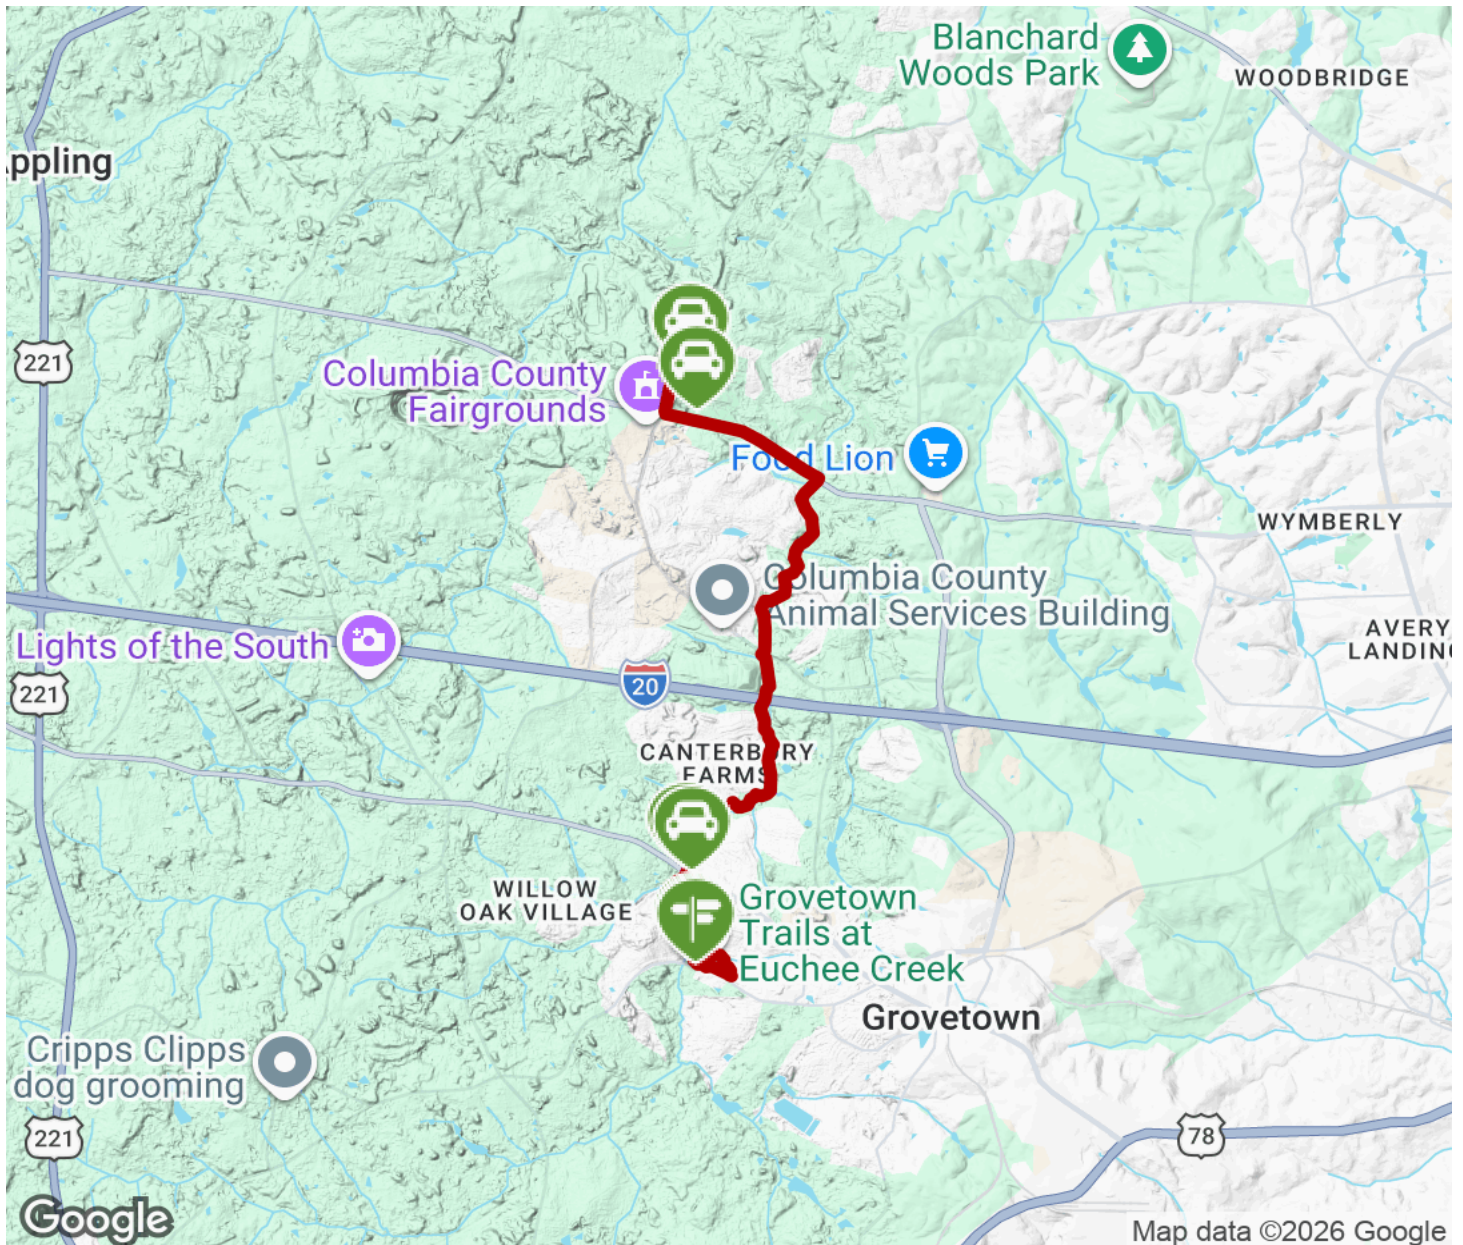 Blanchard
Woods Park
WOODBRIDGE
ppling
221
Columbia County
Fairgrounds
Food Lion
WYMBERLY
Columbia County
Animal Services Building
AVERY
LANDING
Lights of the South
221
20
CANTERBURY
FARMS
WILLOW
OAK VILLAGE
Grovetown
Trails at
Euchee Creek
Grovetown
Cripps Clipps
dog grooming
221
78
Google
Map data ©2026 Google